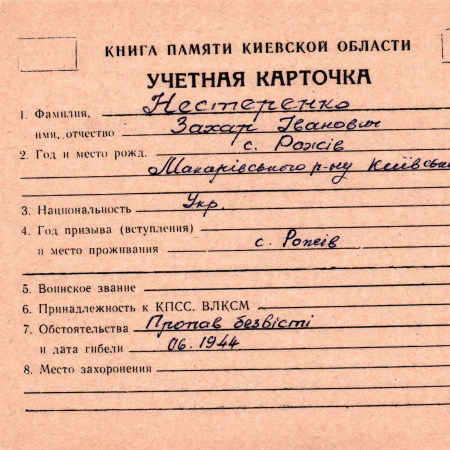 КНИГА ПАМЯТИ КИЕВСКОЙ ОБЛАСТИ
УЧЕТНАЯ КАРТОЧКА
1. Фамилия, Нестеренко
имя, отчество Захар Іванович
2. Год и место рожд. с. Рожів
Макарівського р-ну Київськ
3. Национальность Укр.
4. Год призыва (вступления)
и место проживания с. Рожів
5. Воинское звание
6. Принадлежность к КПСС, ВЛКСМ
7. Обстоятельства Пропав безвісті
и дата гибели 06.1944
8. Место захоронения